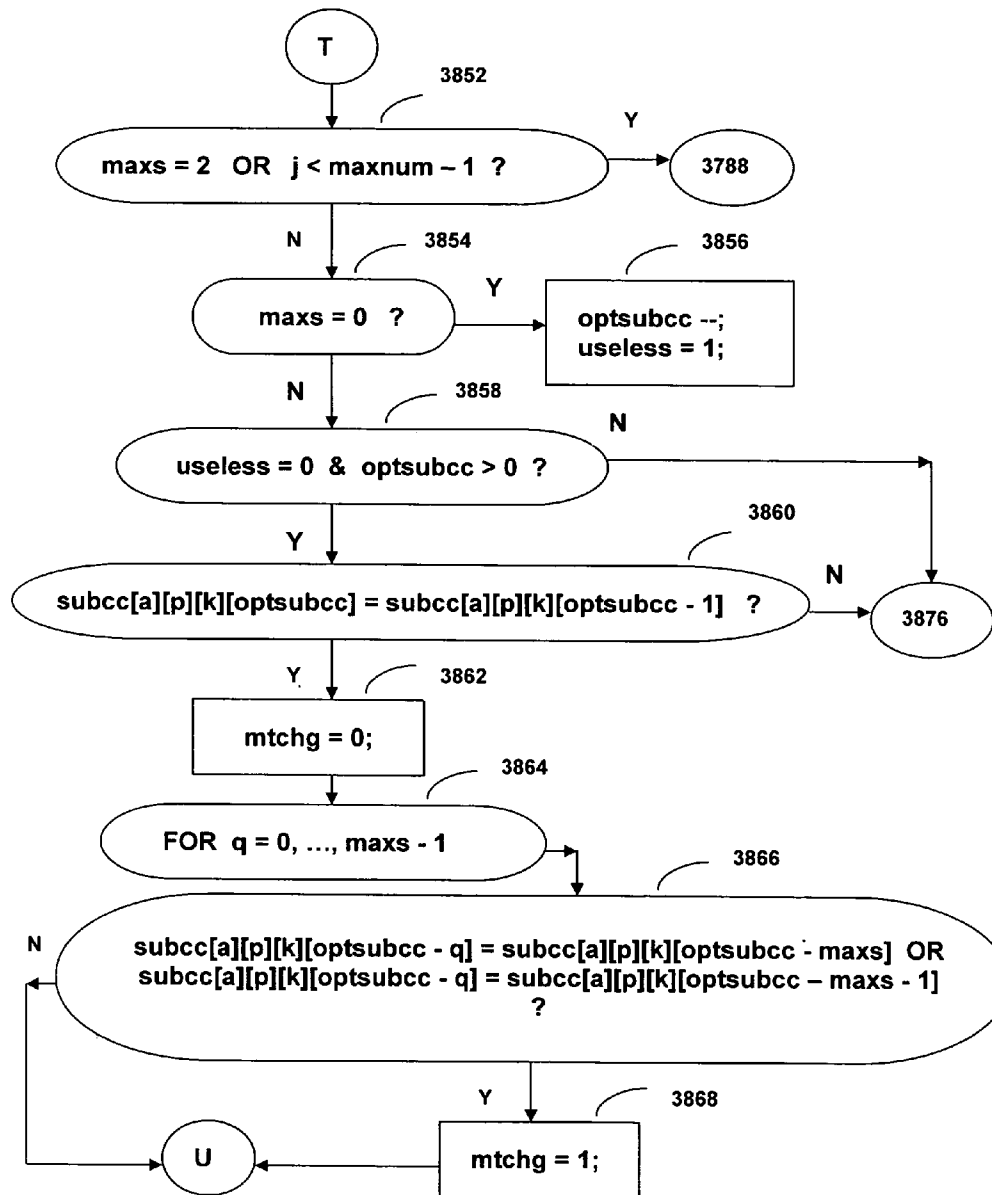 T
3852
maxs = 2 OR j < maxnum – 1 ?
Y
3788
N
3854
3856
maxs = 0 ?
Y
optsubcc --;
useless = 1;
N
3858
N
useless = 0 & optsubcc > 0 ?
Y
3860
subcc[a][p][k][optsubcc] = subcc[a][p][k][optsubcc - 1] ?
N
3876
Y
3862
mtchg = 0;
3864
FOR q = 0, …, maxs - 1
3866
N
subcc[a][p][k][optsubcc - q] = subcc[a][p][k][optsubcc - maxs] OR
subcc[a][p][k][optsubcc - q] = subcc[a][p][k][optsubcc – maxs - 1]
?
Y
3868
U
mtchg = 1;